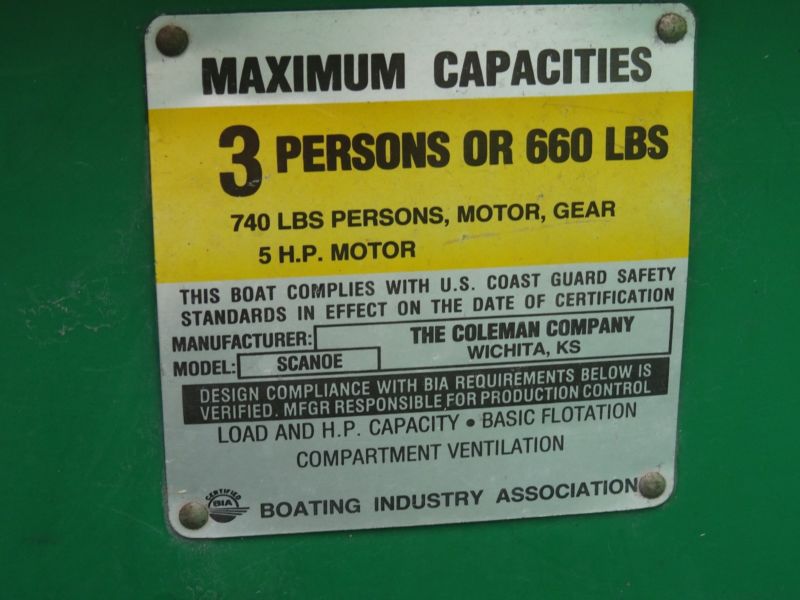 MAXIMUM CAPACITIES
3 PERSONS OR 660 LBS
740 LBS PERSONS, MOTOR, GEAR
5 H.P. MOTOR
THIS BOAT COMPLIES WITH U.S. COAST GUARD SAFETY
STANDARDS IN EFFECT ON THE DATE OF CERTIFICATION
MANUFACTURER: THE COLEMAN COMPANY
WICHITA, KS
MODEL: SCANOE
DESIGN COMPLIANCE WITH BIA REQUIREMENTS BELOW IS
VERIFIED. MFGR RESPONSIBLE FOR PRODUCTION CONTROL
LOAD AND H.P. CAPACITY • BASIC FLOTATION
COMPARTMENT VENTILATION
CERTIFIED
BIA
BOATING INDUSTRY ASSOCIATION